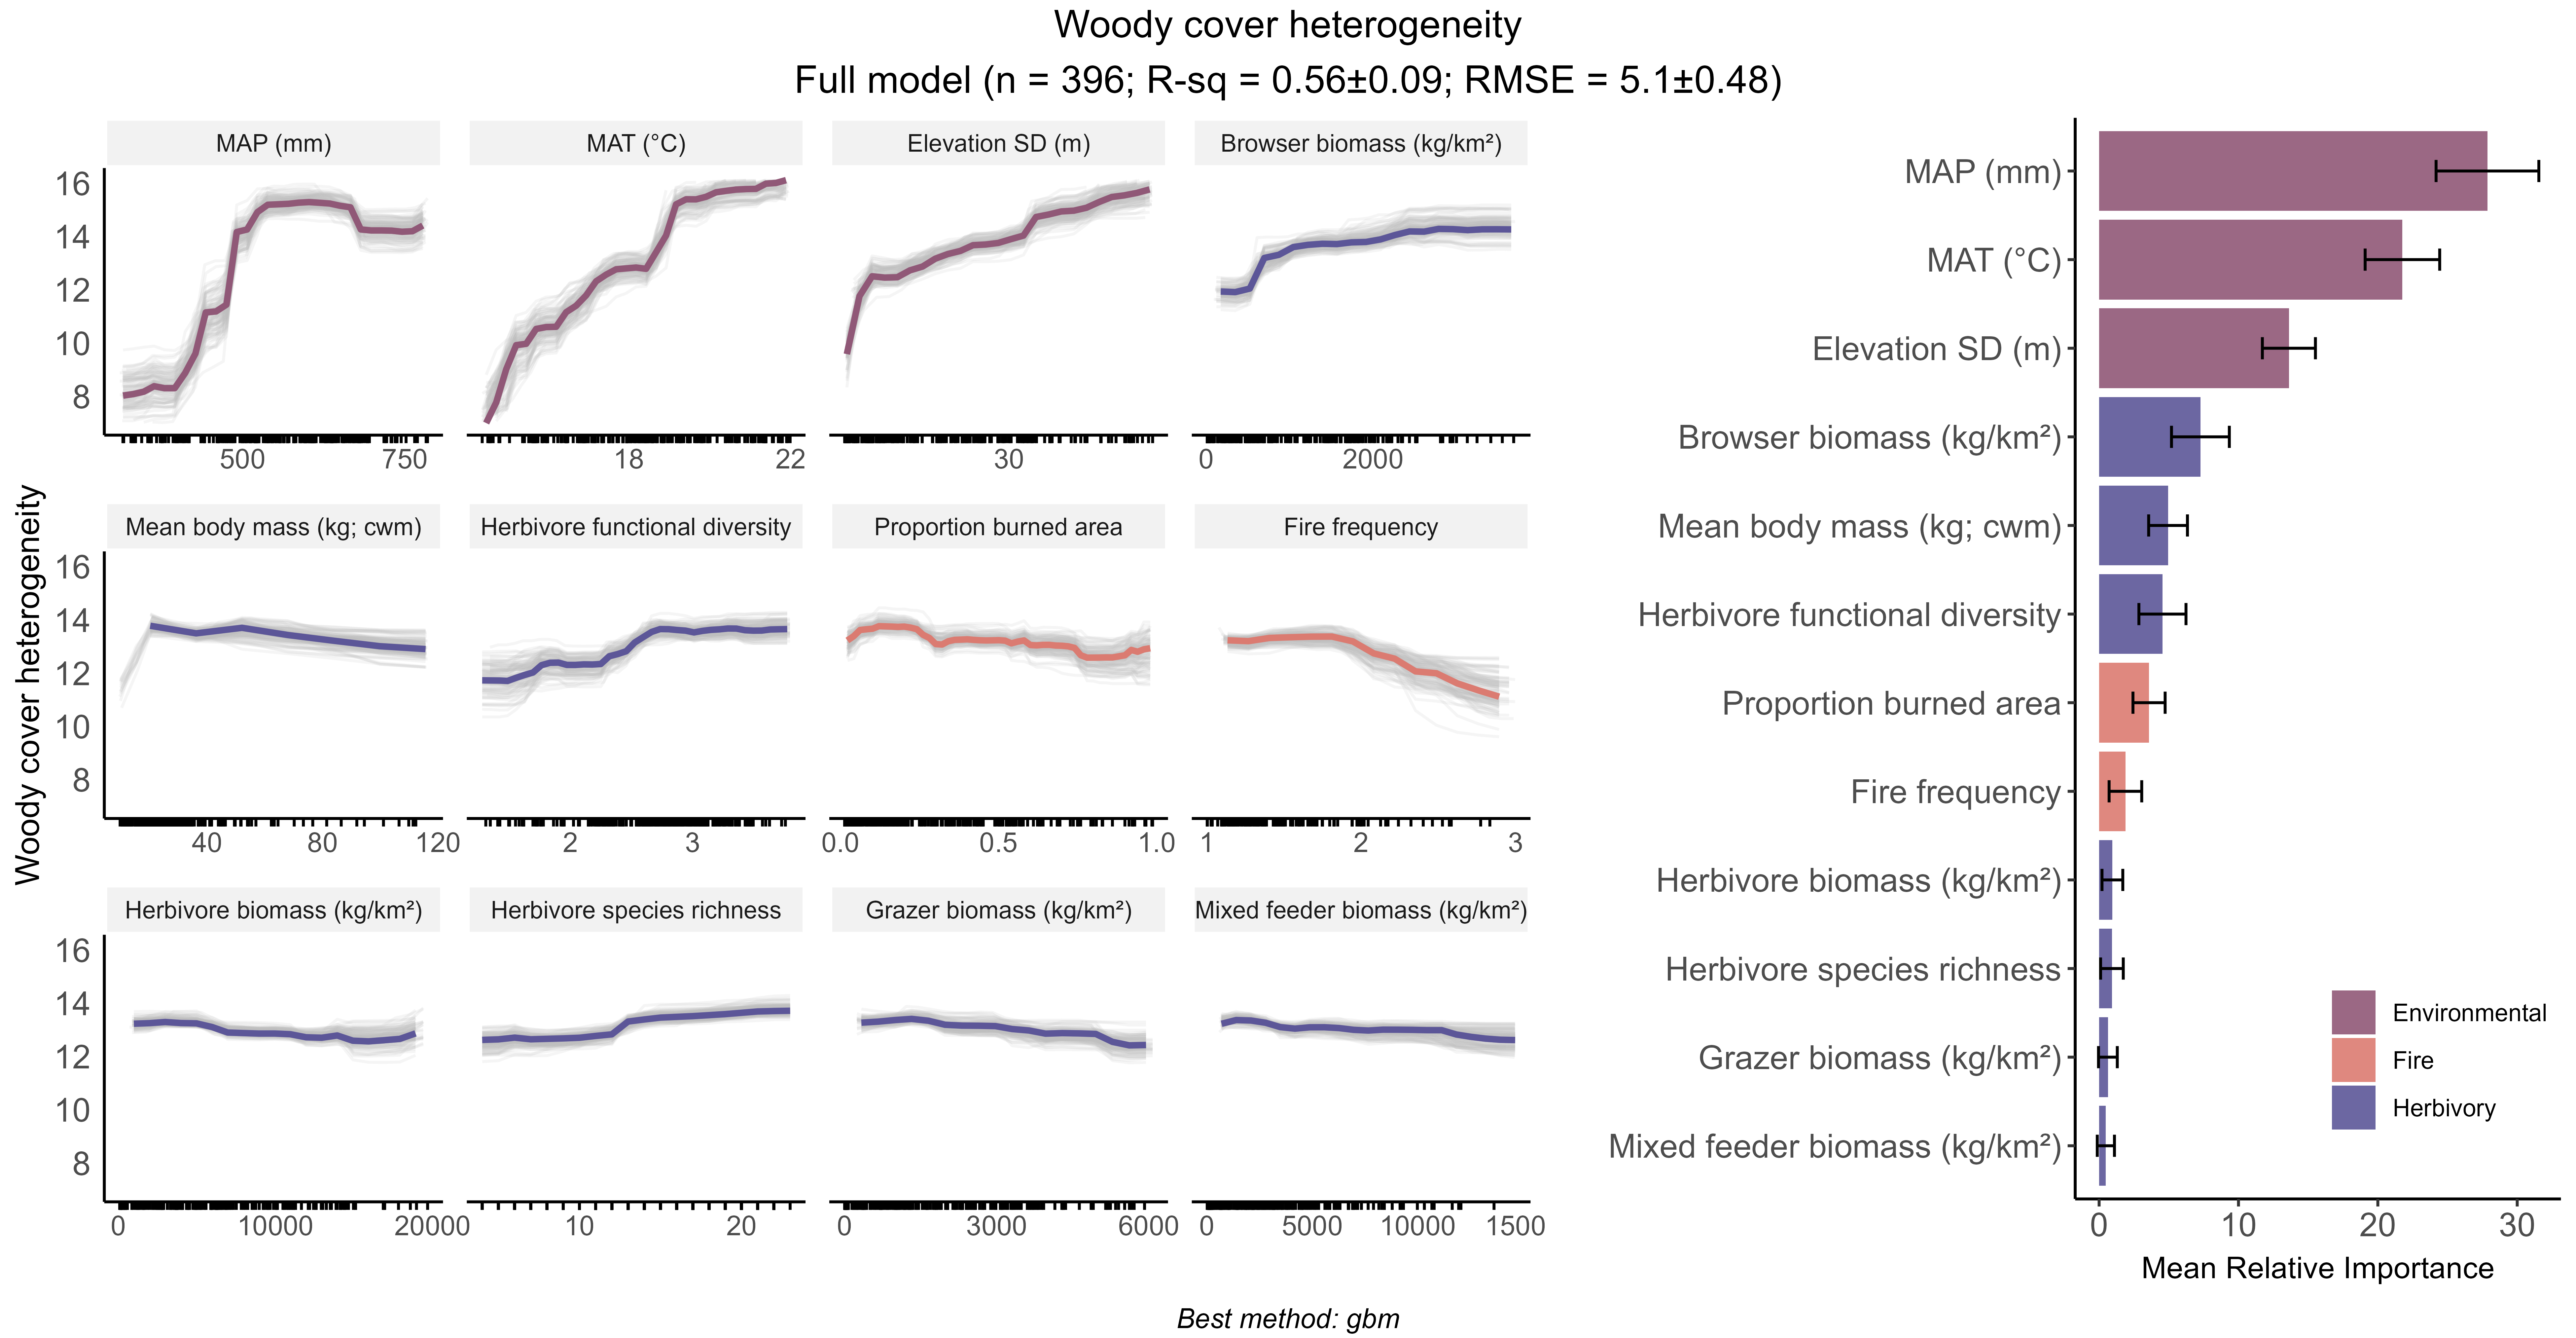 Woody cover heterogeneity
Full model (n = 396; R-sq = 0.56±0.09; RMSE = 5.1±0.48)
Woody cover heterogeneity
MAP (mm)
MAT (°C)
Elevation SD (m)
Browser biomass (kg/km²)
16
14
12
10
8
500 750
18 22
30
0 2000
Mean body mass (kg; cwm)
Herbivore functional diversity
Proportion burned area
Fire frequency
16
14
12
10
8
40 80 120
2 3
0.0 0.5 1.0
1 2 3
Herbivore biomass (kg/km²)
Herbivore species richness
Grazer biomass (kg/km²)
Mixed feeder biomass (kg/km²)
16
14
12
10
8
0 10000 20000
10 20
0 3000 6000
0 5000 10000 1500
MAP (mm)
MAT (°C)
Elevation SD (m)
Browser biomass (kg/km²)
Mean body mass (kg; cwm)
Herbivore functional diversity
Proportion burned area
Fire frequency
Herbivore biomass (kg/km²)
Herbivore species richness
Grazer biomass (kg/km²)
Mixed feeder biomass (kg/km²)
Environmental
Fire
Herbivory
0 10 20 30
Mean Relative Importance
Best method: gbm